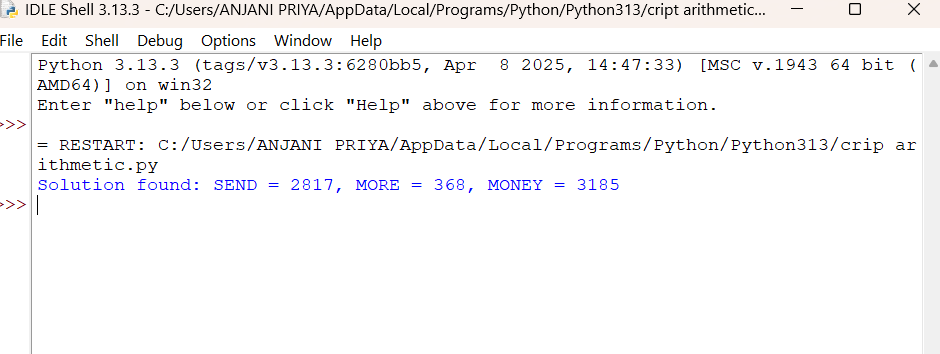 IDLE Shell 3.13.3 - C:/Users/ANJANI PRIYA/AppData/Local/Programs/Python/Python313/cript arithmetic...
File Edit Shell Debug Options Window Help
Python 3.13.3 (tags/v3.13.3:6280bb5, Apr  8 2025, 14:47:33) [MSC v.1943 64 bit (
AMD64)] on win32
Enter "help" below or click "Help" above for more information.
>>>
= RESTART: C:/Users/ANJANI PRIYA/AppData/Local/Programs/Python/Python313/crip ar
ithmetic.py
Solution found: SEND = 2817, MORE = 368, MONEY = 3185
>>>